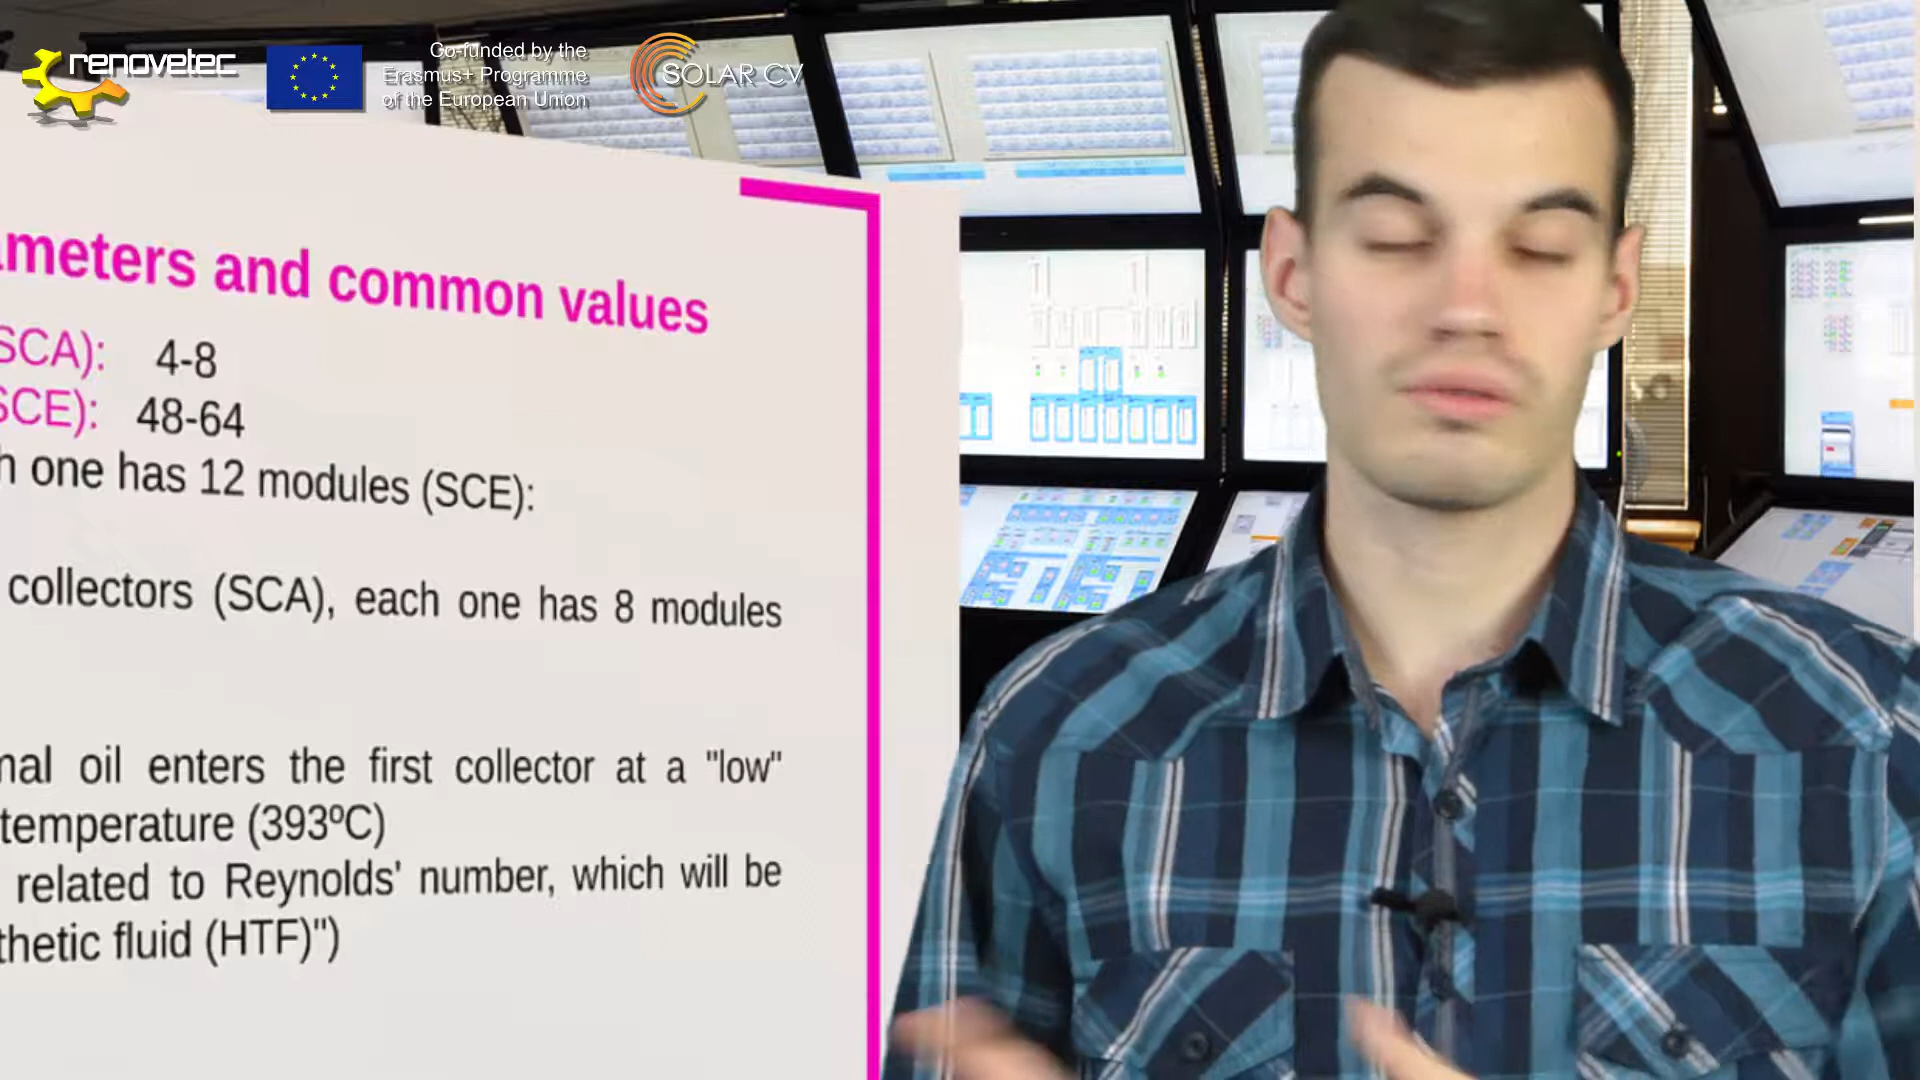 renovetec
Co-funded by the
Erasmus+ Programme
of the European Union
SOLAR CV
meters and common values
SCA): 4-8
SCE): 48-64
one has 12 modules (SCE):
collectors (SCA), each one has 8 modules
oil enters the first collector at a "low"
temperature (393ºC)
related to Reynolds' number, which will be
thetic fluid (HTF)")